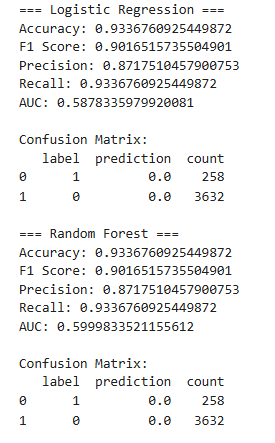 === Logistic Regression ===
Accuracy: 0.9336760925449872
F1 Score: 0.9016515735504901
Precision: 0.8717510457900753
Recall: 0.9336760925449872
AUC: 0.5878335979920081
Confusion Matrix:
label prediction count
0 1 0.0 258
1 0 0.0 3632
=== Random Forest ===
Accuracy: 0.9336760925449872
F1 Score: 0.9016515735504901
Precision: 0.8717510457900753
Recall: 0.9336760925449872
AUC: 0.5999833521155612
Confusion Matrix:
label prediction count
0 1 0.0 258
1 0 0.0 3632